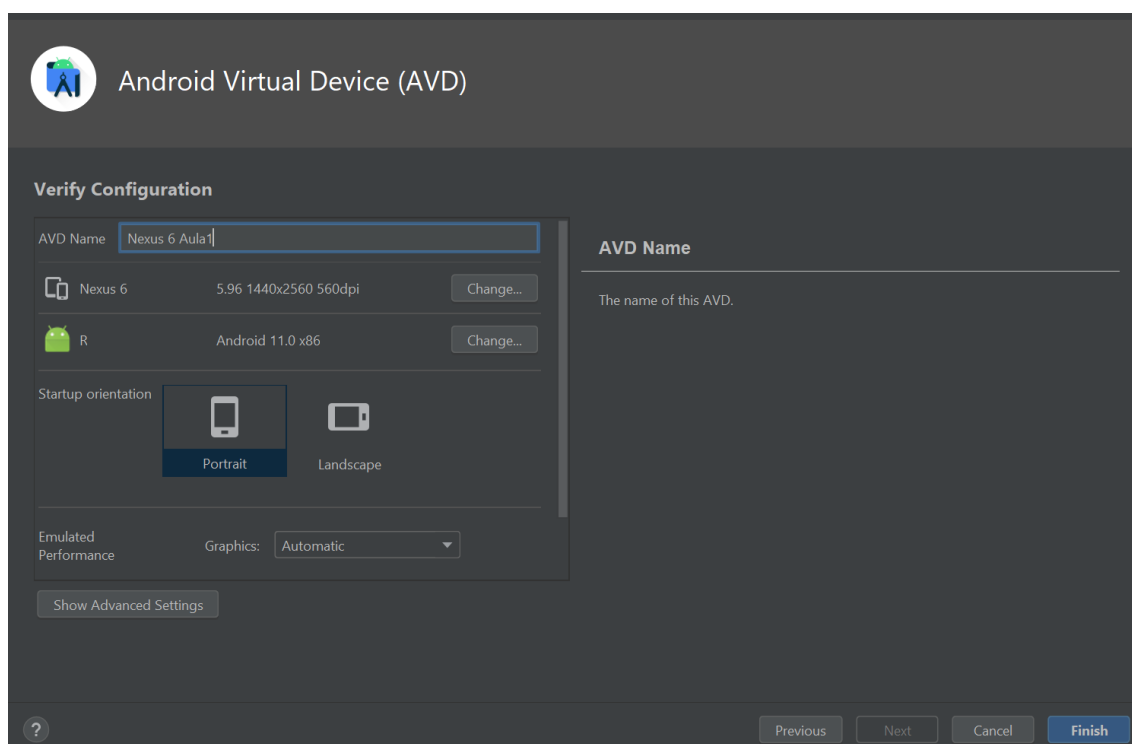 Android Virtual Device (AVD)
Verify Configuration
AVD Name Nexus 6 Aula1
Nexus 6 5.96 1440x2560 560dpi Change...
R Android 11.0 x86 Change...
Startup orientation
Portrait Landscape
Emulated
Performance
Graphics: Automatic
Show Advanced Settings
AVD Name
The name of this AVD.
? Previous Next Cancel Finish